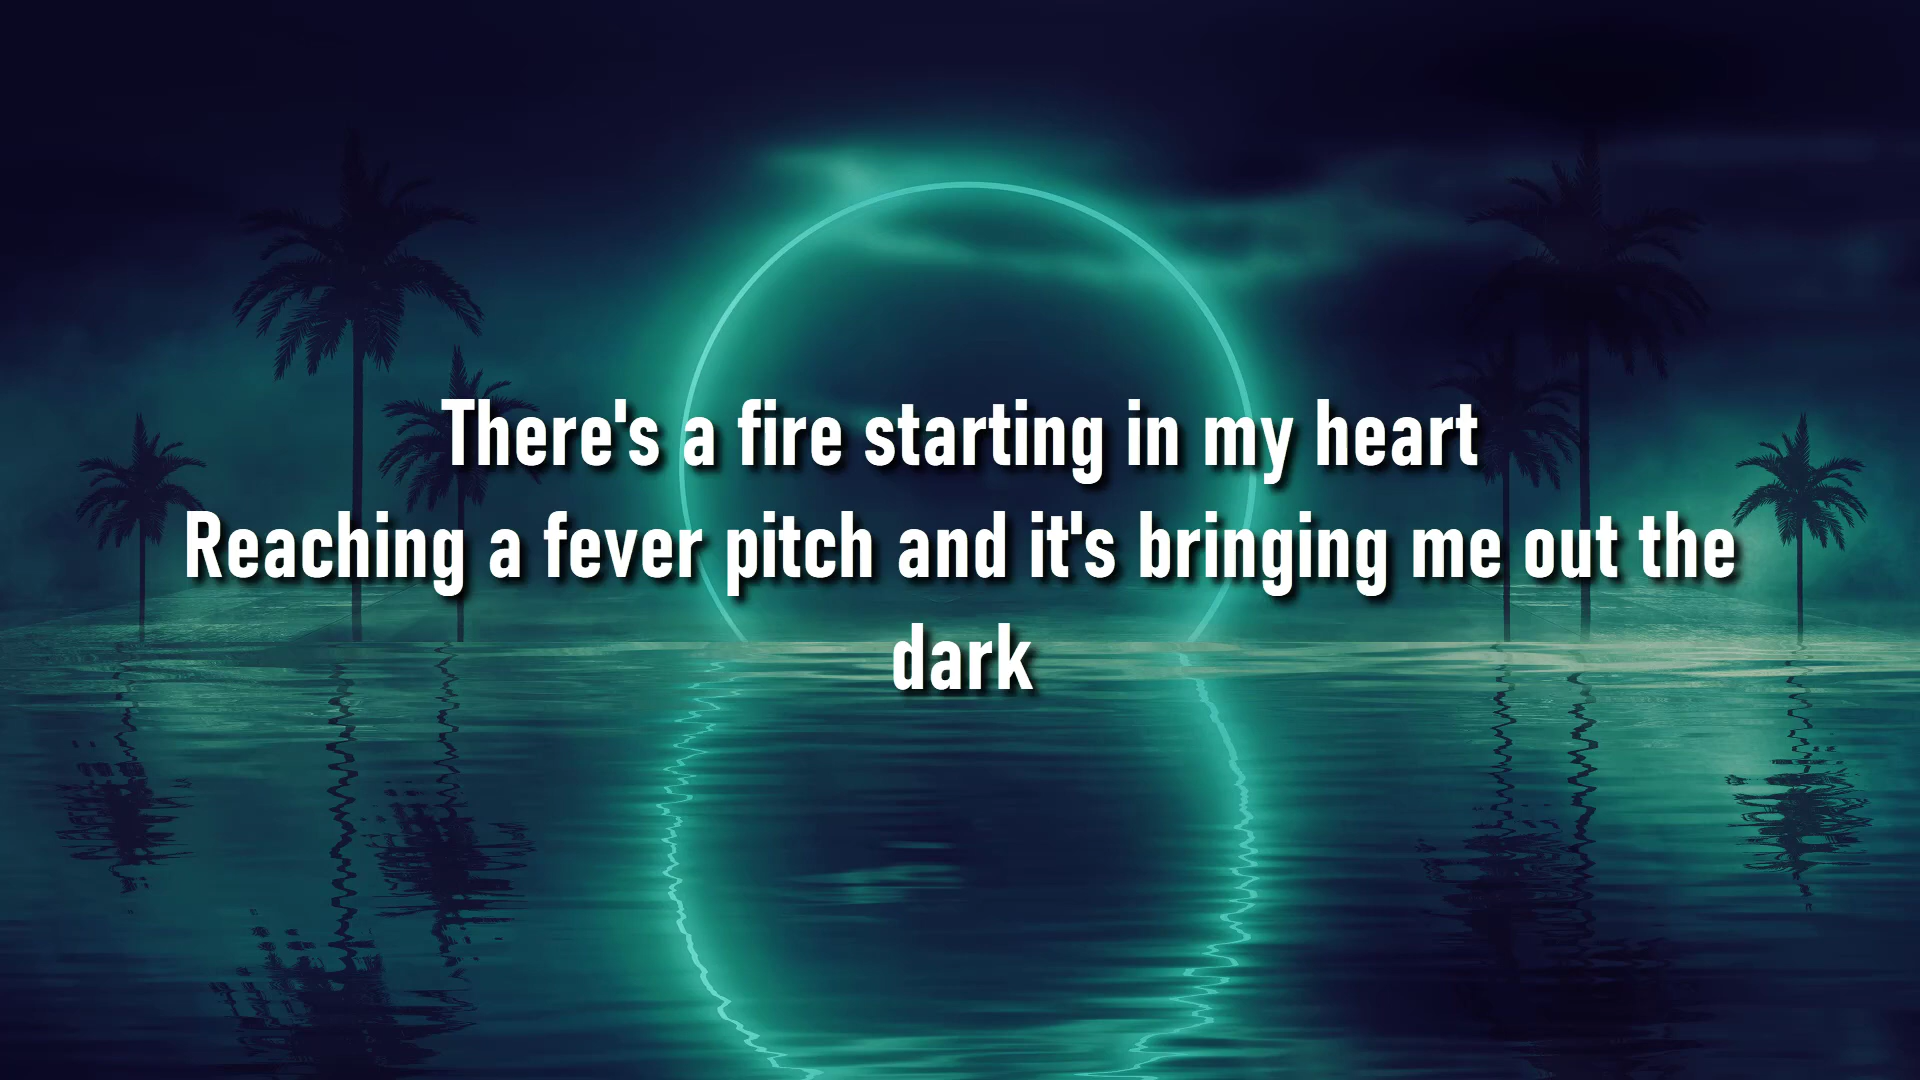 There's a fire starting in my heart
Reaching a fever pitch and it's bringing me out the
dark